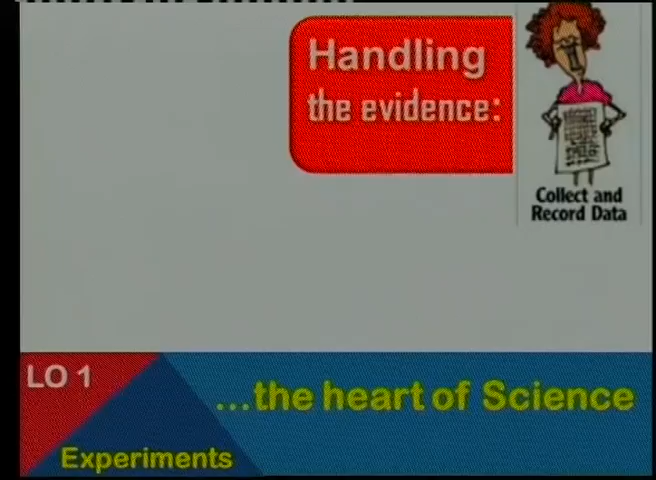 Handling
the evidence:
Collect and
Record Data
LO 1
...the heart of Science
Experiments